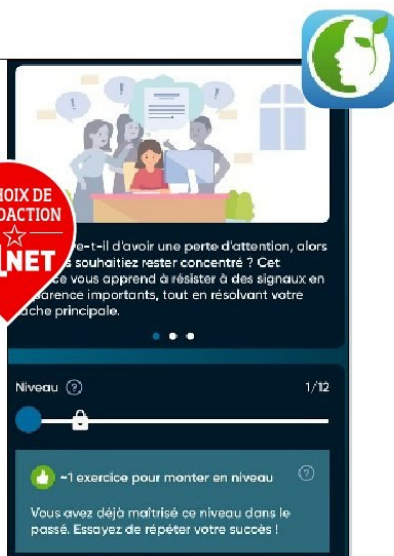 HOIX DE
DACTION
NET
ve-t-il d'avoir une perte d'attention, alors
s souhaitiez rester concentré ? Cet
ce vous apprend à résister à des signaux en
parence importants, tout en résolvant votre
âche principale.
Niveau ?
1/12
~1 exercice pour monter en niveau ?
Vous avez déjà maîtrisé ce niveau dans le
passé. Essayez de répéter votre succès !